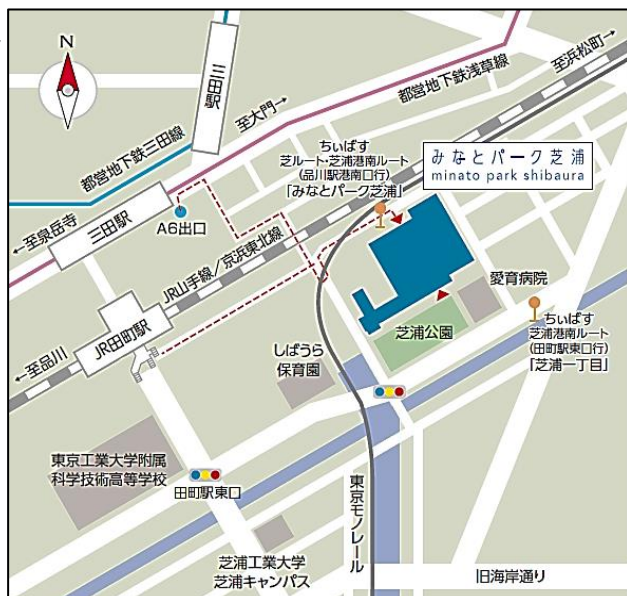 N
三田駅
都営地下鉄浅草線
至浜松町→
至大門→
都営地下鉄三田線
ちぃばす
芝ルート・芝浦港南ルート
(品川駅港南口行)
「みなとパーク芝浦」
みなとパーク芝浦
minato park shibaura
←至泉岳寺
三田駅
A6出口
JR山手線/京浜東北線
愛育病院
JR田町駅
芝浦公園
ちぃばす
芝浦港南ルート
(田町駅東口行)
「芝浦一丁目」
←至品川
しばうら
保育園
東京工業大学附属
科学技術高等学校
田町駅東口
東京モノレール
芝浦工業大学
芝浦キャンパス
旧海岸通り